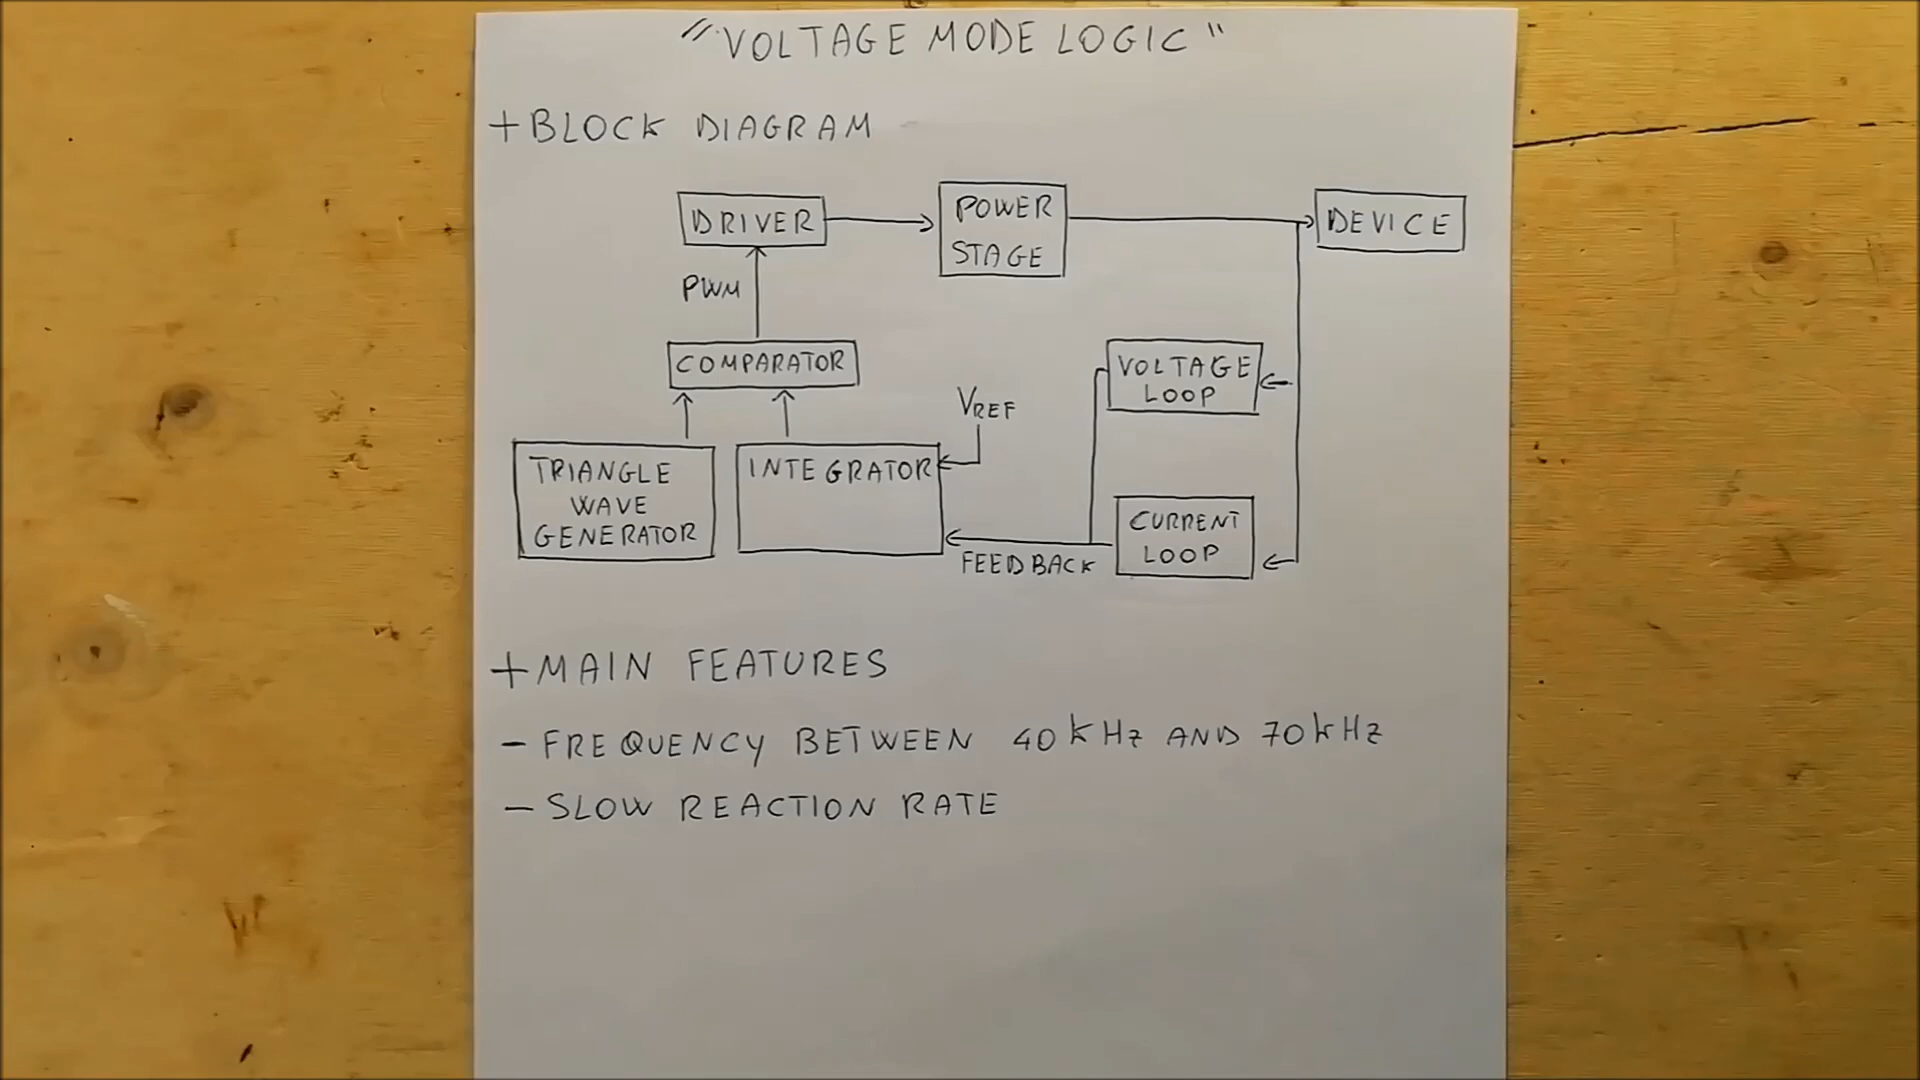 "VOLTAGE MODE LOGIC"
+ BLOCK DIAGRAM
DRIVER
POWER
STAGE
DEVICE
PWM
COMPARATOR
VOLTAGE
LOOP
VREF
TRIANGLE
WAVE
GENERATOR
INTEGRATOR
CURRENT
LOOP
FEEDBACK
+ MAIN FEATURES
- FREQUENCY BETWEEN 40kHz AND 70kHz
- SLOW REACTION RATE